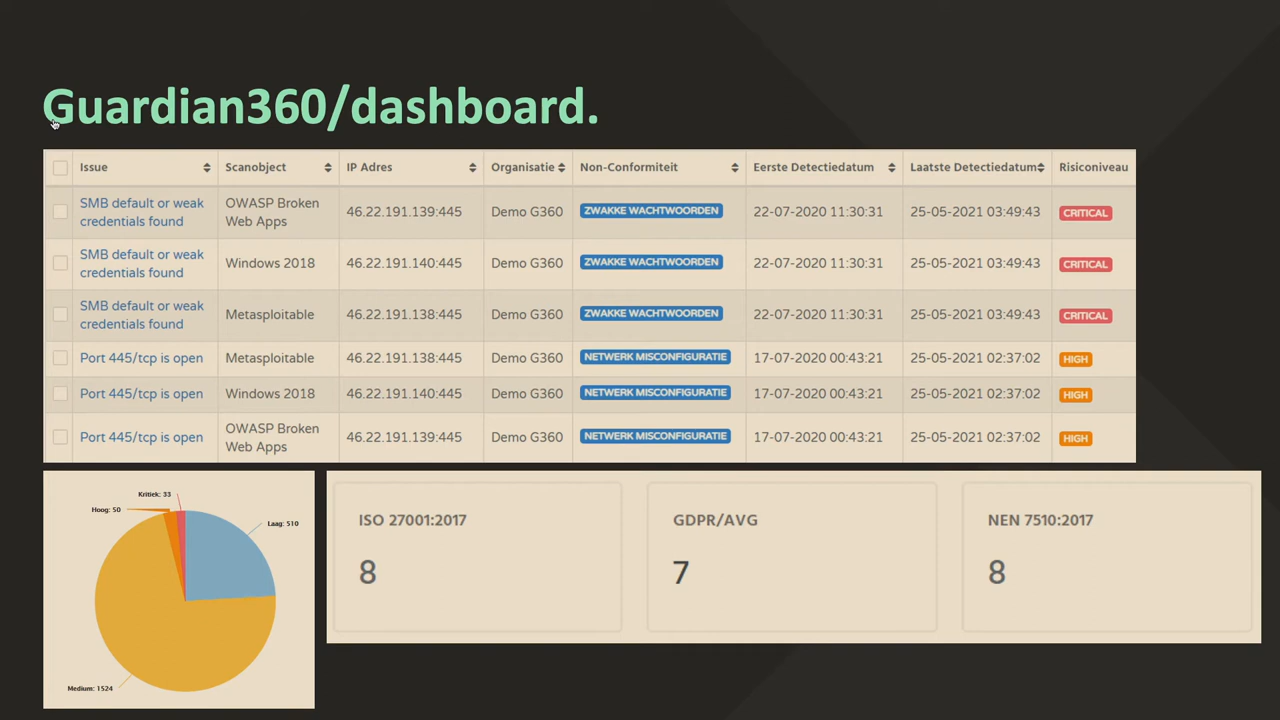 Guardian360/dashboard.
Issue Scanobject IP Adres Organisatie Non-Conformiteit Eerste Detectiedatum Laatste Detectiedatum Risiconiveau
SMB default or weak credentials found OWASP Broken Web Apps 46.22.191.139:445 Demo G360 ZWAKKE WACHTWOORDEN 22-07-2020 11:30:31 25-05-2021 03:49:43 CRITICAL
SMB default or weak credentials found Windows 2018 46.22.191.140:445 Demo G360 ZWAKKE WACHTWOORDEN 22-07-2020 11:30:31 25-05-2021 03:49:43 CRITICAL
SMB default or weak credentials found Metasploitable 46.22.191.138:445 Demo G360 ZWAKKE WACHTWOORDEN 22-07-2020 11:30:31 25-05-2021 03:49:43 CRITICAL
Port 445/tcp is open Metasploitable 46.22.191.138:445 Demo G360 NETWERK MISCONFIGURATIE 17-07-2020 00:43:21 25-05-2021 02:37:02 HIGH
Port 445/tcp is open Windows 2018 46.22.191.140:445 Demo G360 NETWERK MISCONFIGURATIE 17-07-2020 00:43:21 25-05-2021 02:37:02 HIGH
Port 445/tcp is open OWASP Broken Web Apps 46.22.191.139:445 Demo G360 NETWERK MISCONFIGURATIE 17-07-2020 00:43:21 25-05-2021 02:37:02 HIGH
Kritiek: 33
Hoog: 50
Laag: 510
Medium: 1524
ISO 27001:2017
8
GDPR/AVG
7
NEN 7510:2017
8